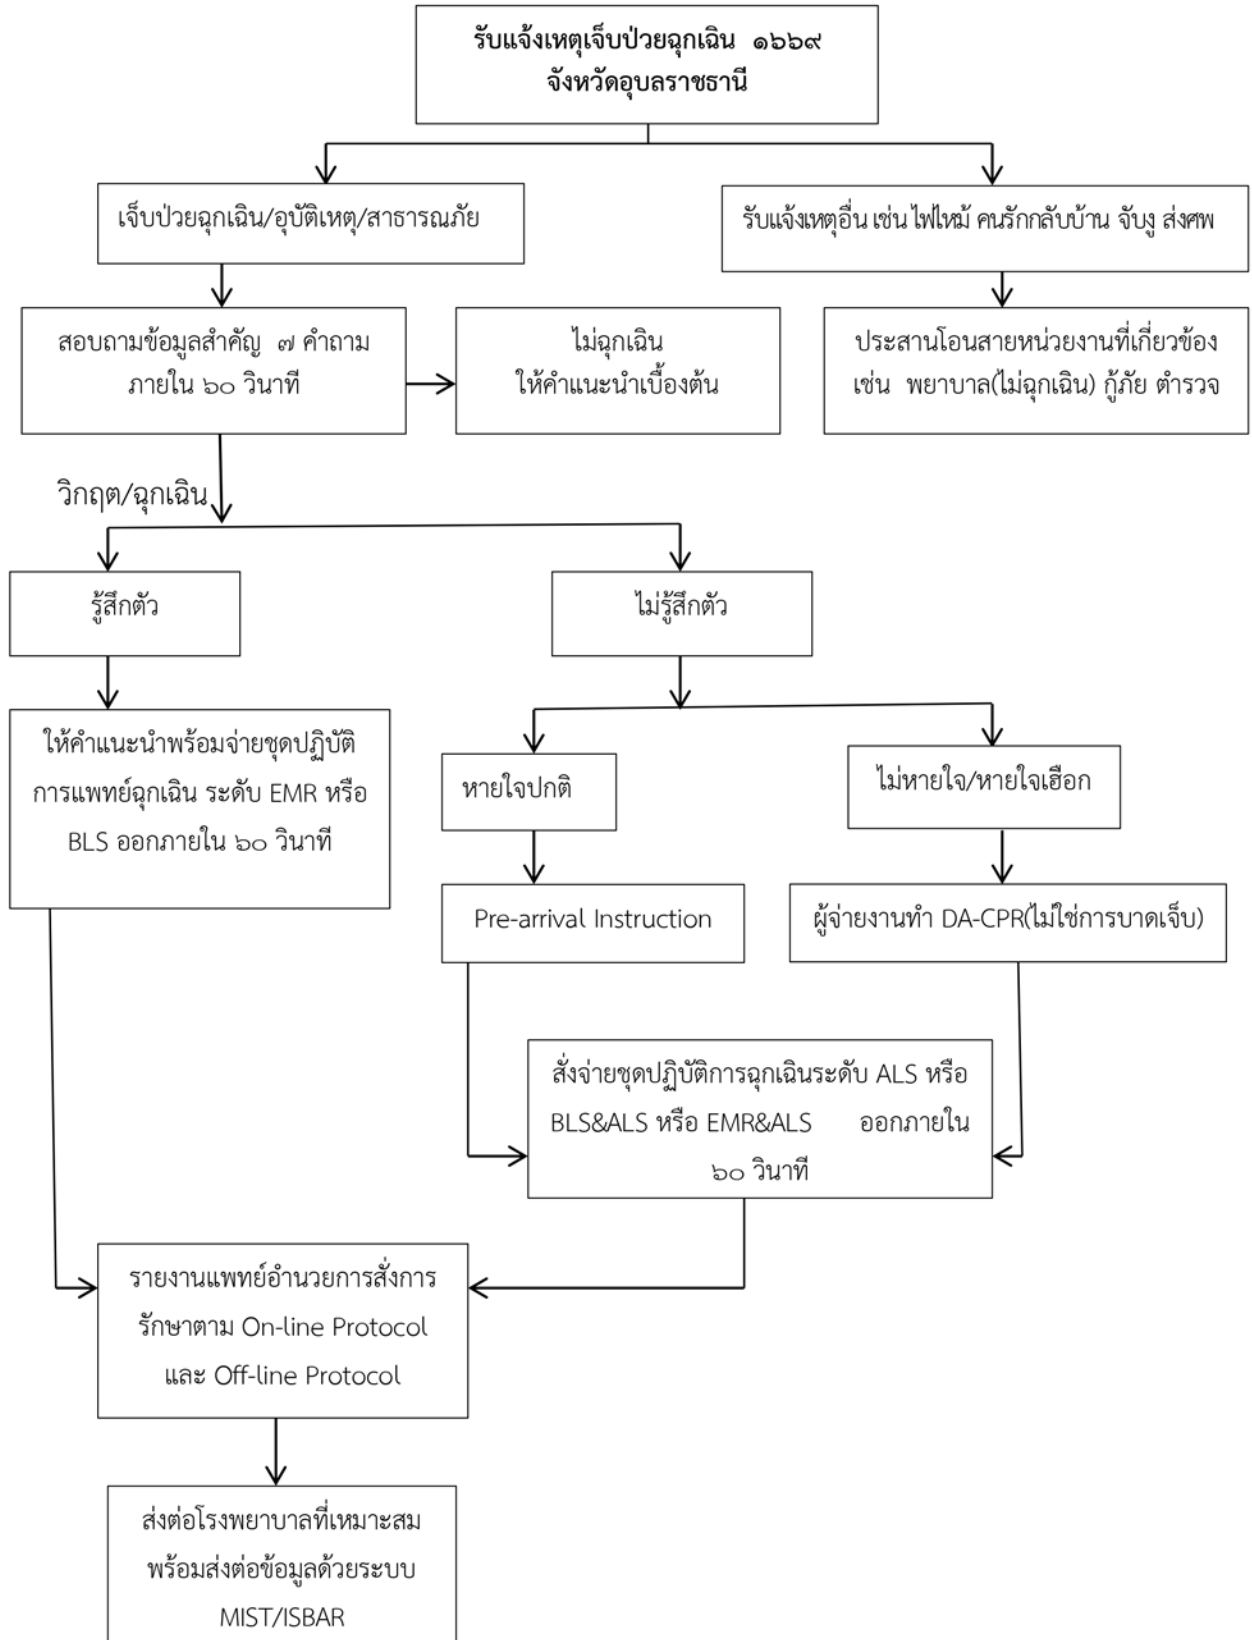 รับแจ้งเหตุเจ็บป่วยฉุกเฉิน ๑๖๖๙
จังหวัดอุบลราชธานี
เจ็บป่วยฉุกเฉิน/อุบัติเหตุ/สาธารณภัย
รับแจ้งเหตุอื่น เช่น ไฟไหม้ คนรักกลับบ้าน จับงู ส่งศพ
สอบถามข้อมูลสำคัญ ๗ คำถาม
ภายใน ๖๐ วินาที
ไม่ฉุกเฉิน
ให้คำแนะนำเบื้องต้น
ประสานโอนสายหน่วยงานที่เกี่ยวข้อง
เช่น พยาบาล(ไม่ฉุกเฉิน) กู้ภัย ตำรวจ
วิกฤต/ฉุกเฉิน
รู้สึกตัว
ไม่รู้สึกตัว
ให้คำแนะนำพร้อมจ่ายชุดปฏิบัติ
การแพทย์ฉุกเฉิน ระดับ EMR หรือ
BLS ออกภายใน ๖๐ วินาที
หายใจปกติ
ไม่หายใจ/หายใจเฮือก
Pre-arrival Instruction
ผู้จ่ายงานทำ DA-CPR(ไม่ใช่การบาดเจ็บ)
สั่งจ่ายชุดปฏิบัติการฉุกเฉินระดับ ALS หรือ
BLS&ALS หรือ EMR&ALS ออกภายใน
๖๐ วินาที
รายงานแพทย์อำนวยการสั่งการ
รักษาตาม On-line Protocol
และ Off-line Protocol
ส่งต่อโรงพยาบาลที่เหมาะสม
พร้อมส่งต่อข้อมูลด้วยระบบ
MIST/ISBAR